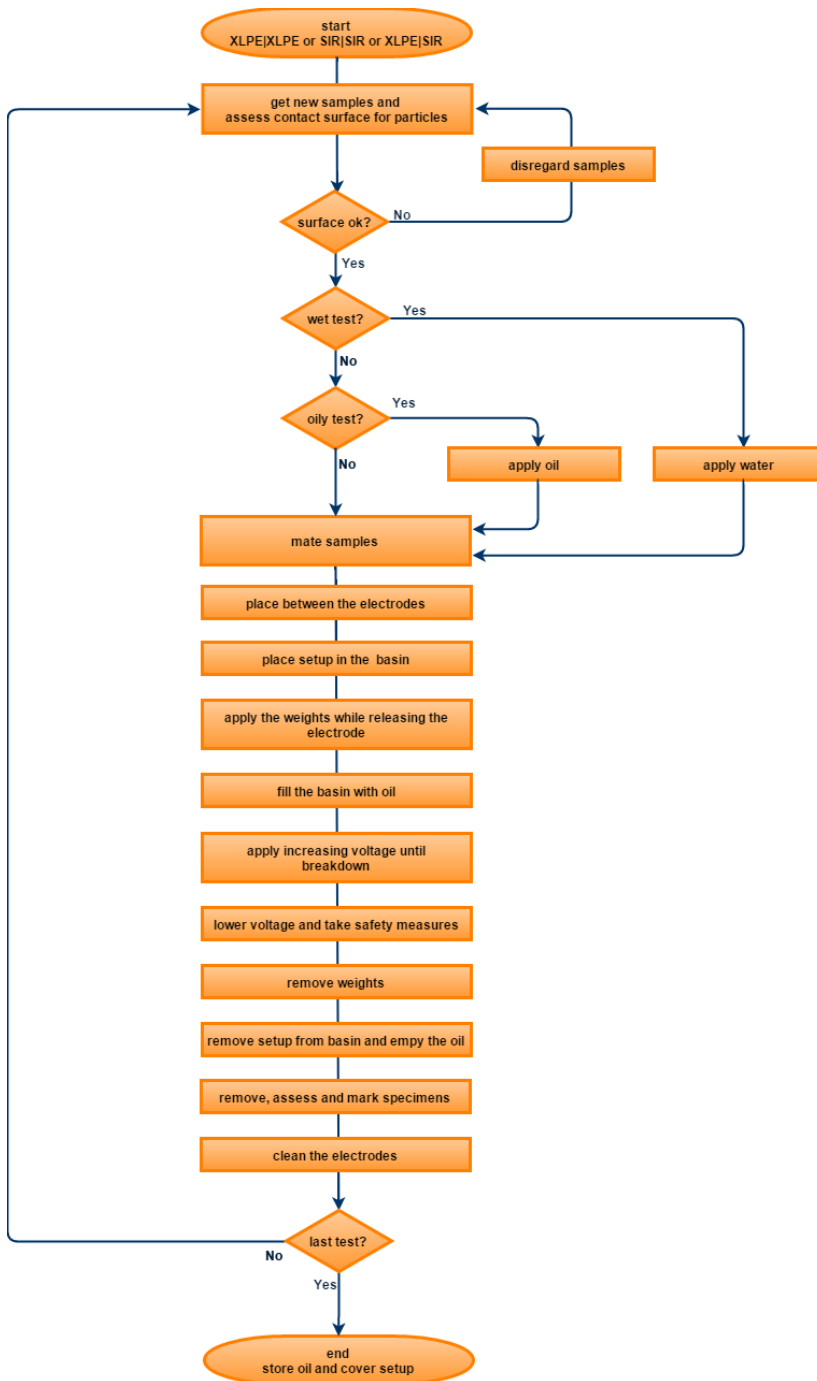 start
XLPE|XLPE or SIR|SIR or XLPE|SIR
get new samples and
assess contact surface for particles
disregard samples
surface ok?
No
Yes
wet test?
Yes
No
oily test?
Yes
No
apply oil
apply water
mate samples
place between the electrodes
place setup in the basin
apply the weights while releasing the
electrode
fill the basin with oil
apply increasing voltage until
breakdown
lower voltage and take safety measures
remove weights
remove setup from basin and empy the oil
remove, assess and mark specimens
clean the electrodes
last test?
No
Yes
end
store oil and cover setup